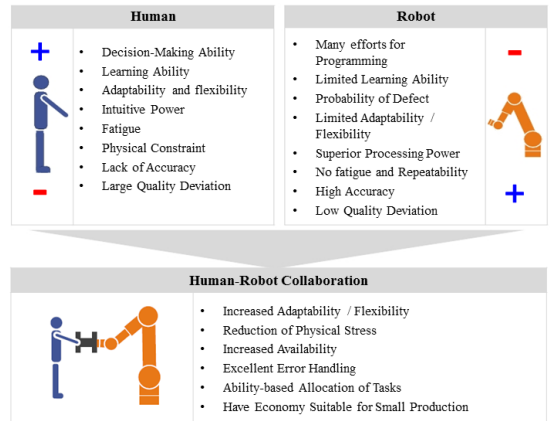 Human
+
• Decision-Making Ability
• Learning Ability
• Adaptability and flexibility
• Intuitive Power
• Fatigue
• Physical Constraint
• Lack of Accuracy
• Large Quality Deviation
-
Robot
• Many efforts for
Programming
• Limited Learning Ability
• Probability of Defect
• Limited Adaptability /
Flexibility
• Superior Processing Power
• No fatigue and Repeatability
• High Accuracy
• Low Quality Deviation
-
+
Human-Robot Collaboration
• Increased Adaptability / Flexibility
• Reduction of Physical Stress
• Increased Availability
• Excellent Error Handling
• Ability-based Allocation of Tasks
• Have Economy Suitable for Small Production